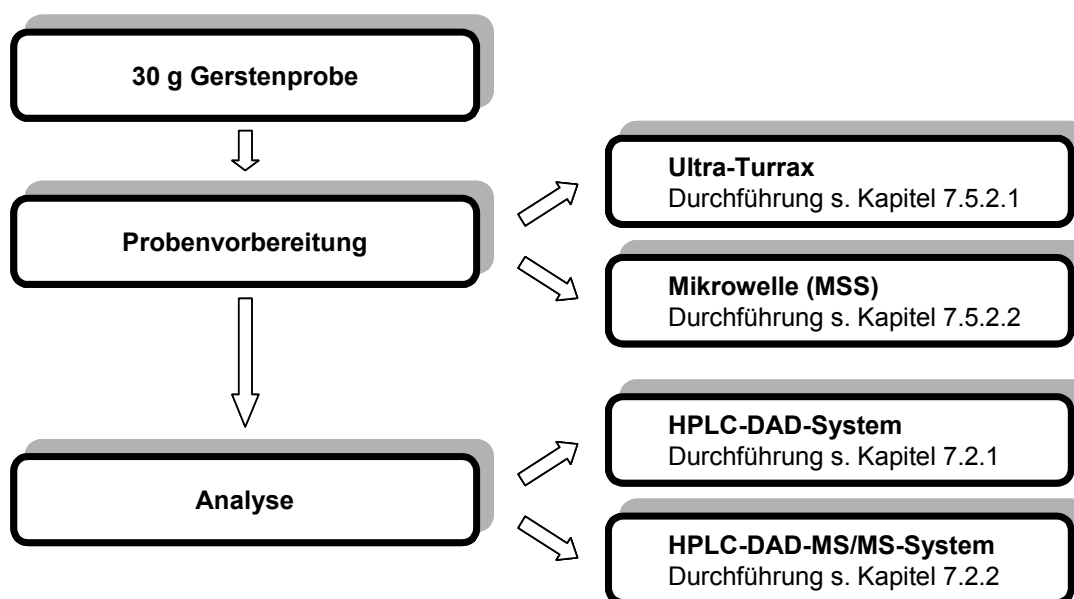 30 g Gerstenprobe
Probenvorbereitung
Ultra-Turrax
Durchführung s. Kapitel 7.5.2.1
Mikrowelle (MSS)
Durchführung s. Kapitel 7.5.2.2
Analyse
HPLC-DAD-System
Durchführung s. Kapitel 7.2.1
HPLC-DAD-MS/MS-System
Durchführung s. Kapitel 7.2.2